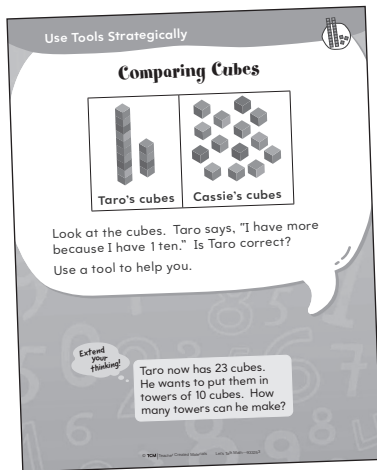 Use Tools Strategically
Comparing Cubes
Taro's cubes
Cassie's cubes
Look at the cubes. Taro says, "I have more
because I have 1 ten." Is Taro correct?
Use a tool to help you.
Extend
your
thinking!
Taro now has 23 cubes.
He wants to put them in
towers of 10 cubes. How
many towers can he make?